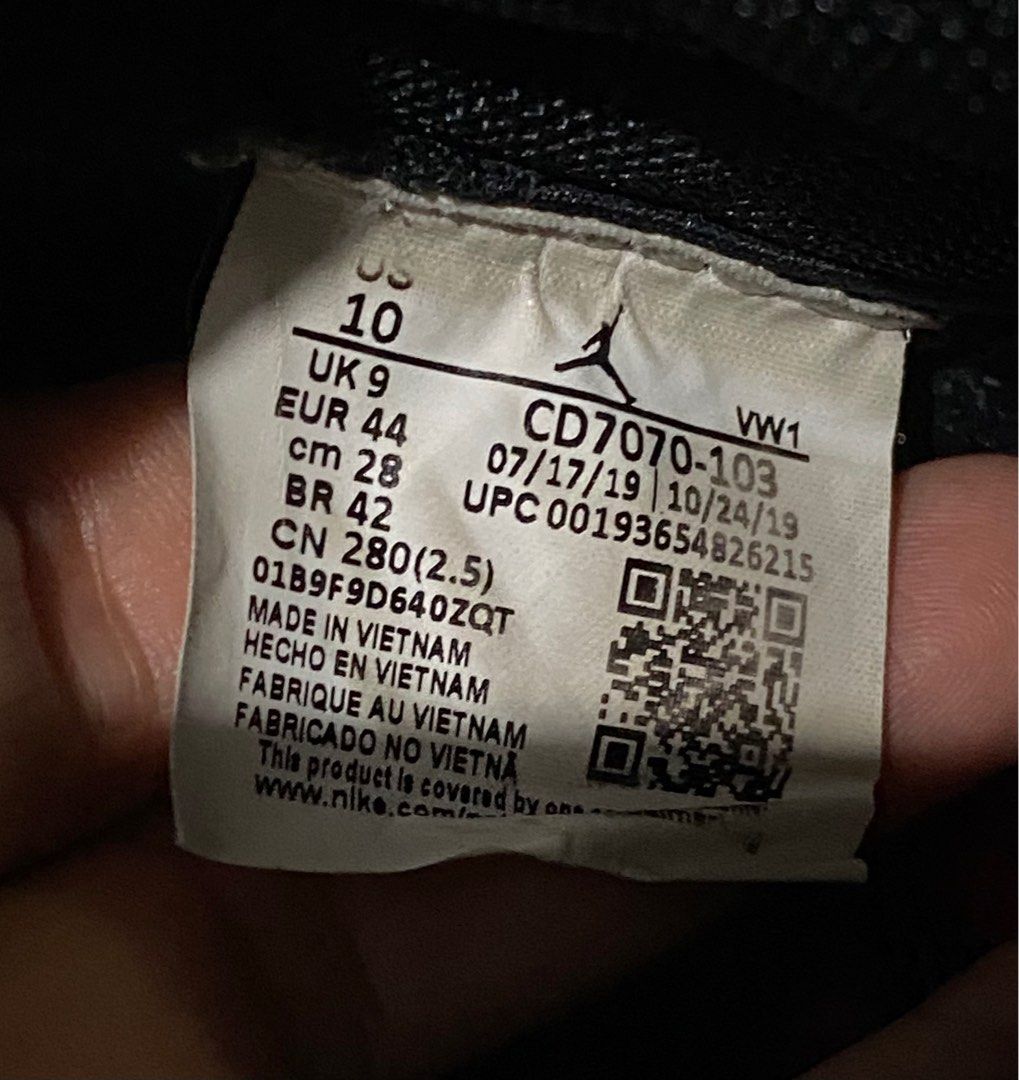 US
10
UK 9
EUR 44
cm 28
BR 42
CN 280(2.5)
01B9F9D640ZQT
MADE IN VIETNAM
HECHO EN VIETNAM
FABRIQUE AU VIETNAM
FABRICADO NO VIETNÃ
This product is covered by one
www.nike.com/
VW1
CD7070-103
07/17/19 | 10/24/19
UPC 00193654826215